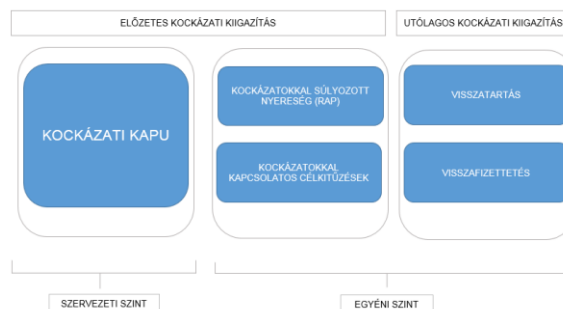 ELŐZETES KOCKÁZATI KIIGAZÍTÁS
UTÓLAGOS KOCKÁZATI KIIGAZÍTÁS
KOCKÁZATI KAPU
KOCKÁZATOKKAL SÚLYOZOTT
NYERESÉG (RAP)
KOCKÁZATOKKAL
KAPCSOLATOS CÉLKITŰZÉSEK
VISSZATARTÁS
VISSZAFIZETTETÉS
SZERVEZETI SZINT
EGYÉNI SZINT